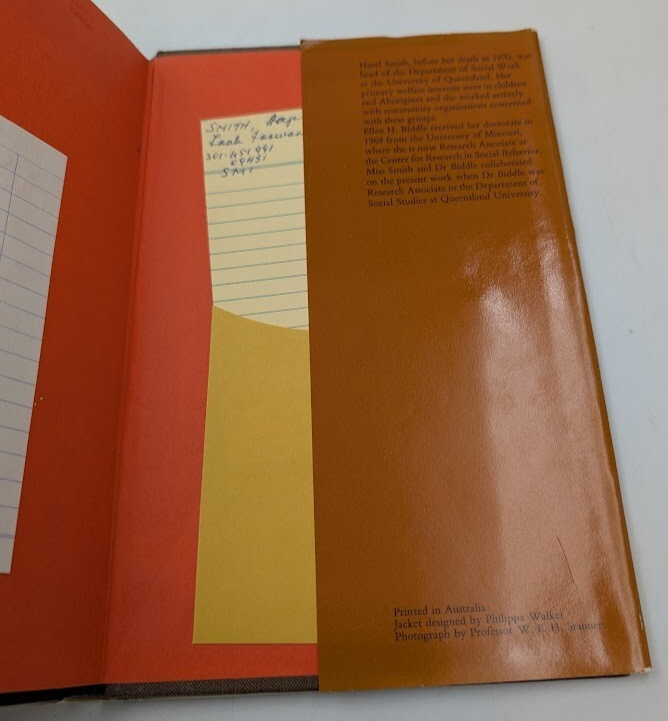 SMITH,
Look Forward
301.451 991
09431
SMI
Hazel Smith, before her death in 1970, was
head of the Department of Social Work
at the University of Queensland. Her
primary welfare interests were in children
and Aborigines and she worked actively
with community organisations concerned
with these groups.
Ellen H. Biddle received her doctorate in
1969 from the University of Missouri,
where she is now Research Associate at
the Center for Research in Social Behavior.
Miss Smith and Dr Biddle collaborated
on the present work when Dr Biddle was
Research Associate in the Department of
Social Studies at Queensland University.
Printed in Australia
Jacket designed by Philippa Walker
Photograph by Professor W. E. H. Stanner